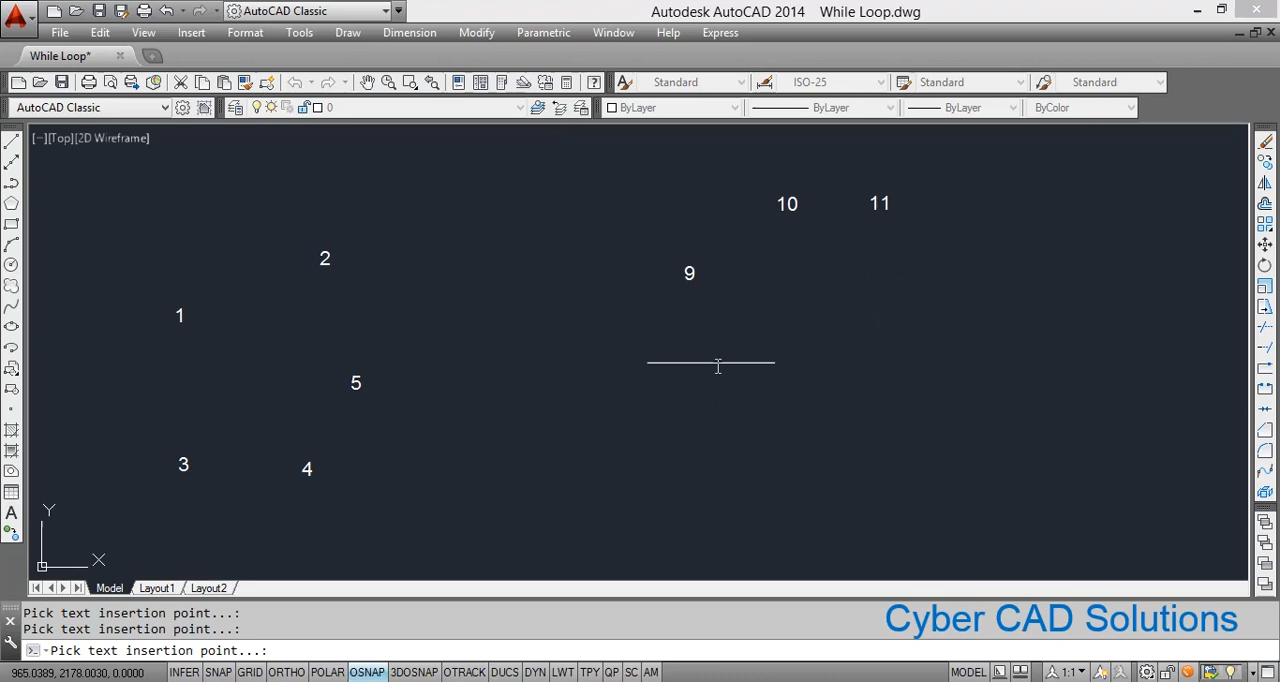 AutoCAD Classic
Autodesk AutoCAD 2014 While Loop.dwg
File Edit View Insert Format Tools Draw Dimension Modify Parametric Window Help Express
While Loop*
Standard ISO-25 Standard Standard
AutoCAD Classic 0 ByLayer ByLayer ByLayer ByColor
[−][Top][2D Wireframe]
10 11
2
9
1
5
3 4
Y
X
Model Layout1 Layout2
Pick text insertion point...:
Pick text insertion point...:
Pick text insertion point...:
Cyber CAD Solutions
965.0389, 2178.0030, 0.0000 INFER SNAP GRID ORTHO POLAR OSNAP 3DOSNAP OTRACK DUCS DYN LWT TPY QP SC AM MODEL 1:1